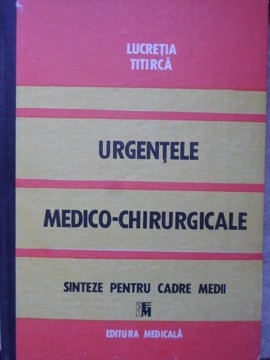 LUCREȚIA
TITIRCĂ
URGENȚELE
MEDICO-CHIRURGICALE
SINTEZE PENTRU CADRE MEDII
EDITURA MEDICALĂ